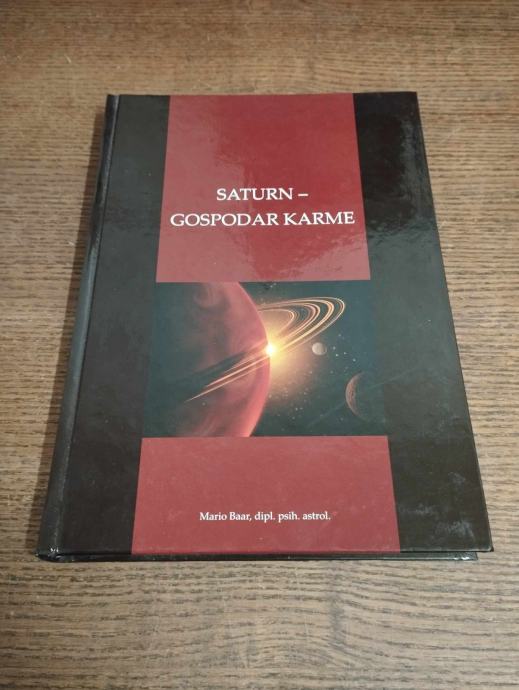 SATURN –
GOSPODAR KARME
Mario Baar, dipl. psih. astrol.